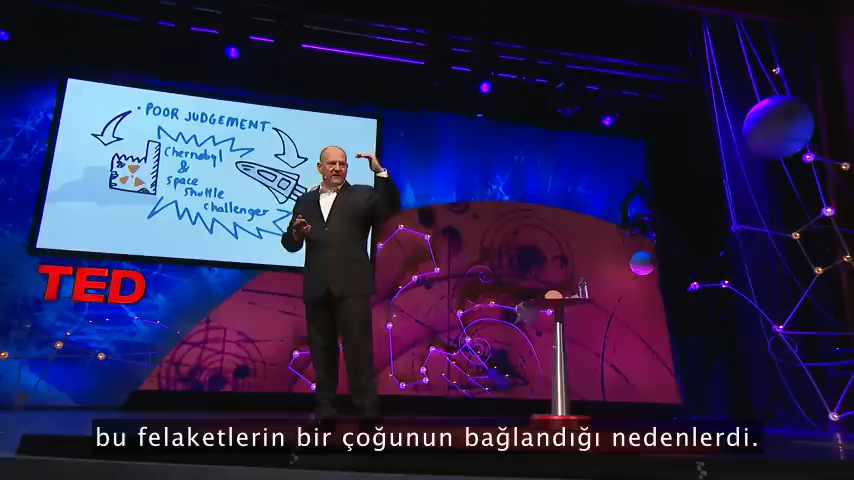 • POOR JUDGEMENT
Chernobyl
&
space
shuttle
challenger
TED
bu felaketlerin bir çoğunun bağlandığı nedenlerdi.